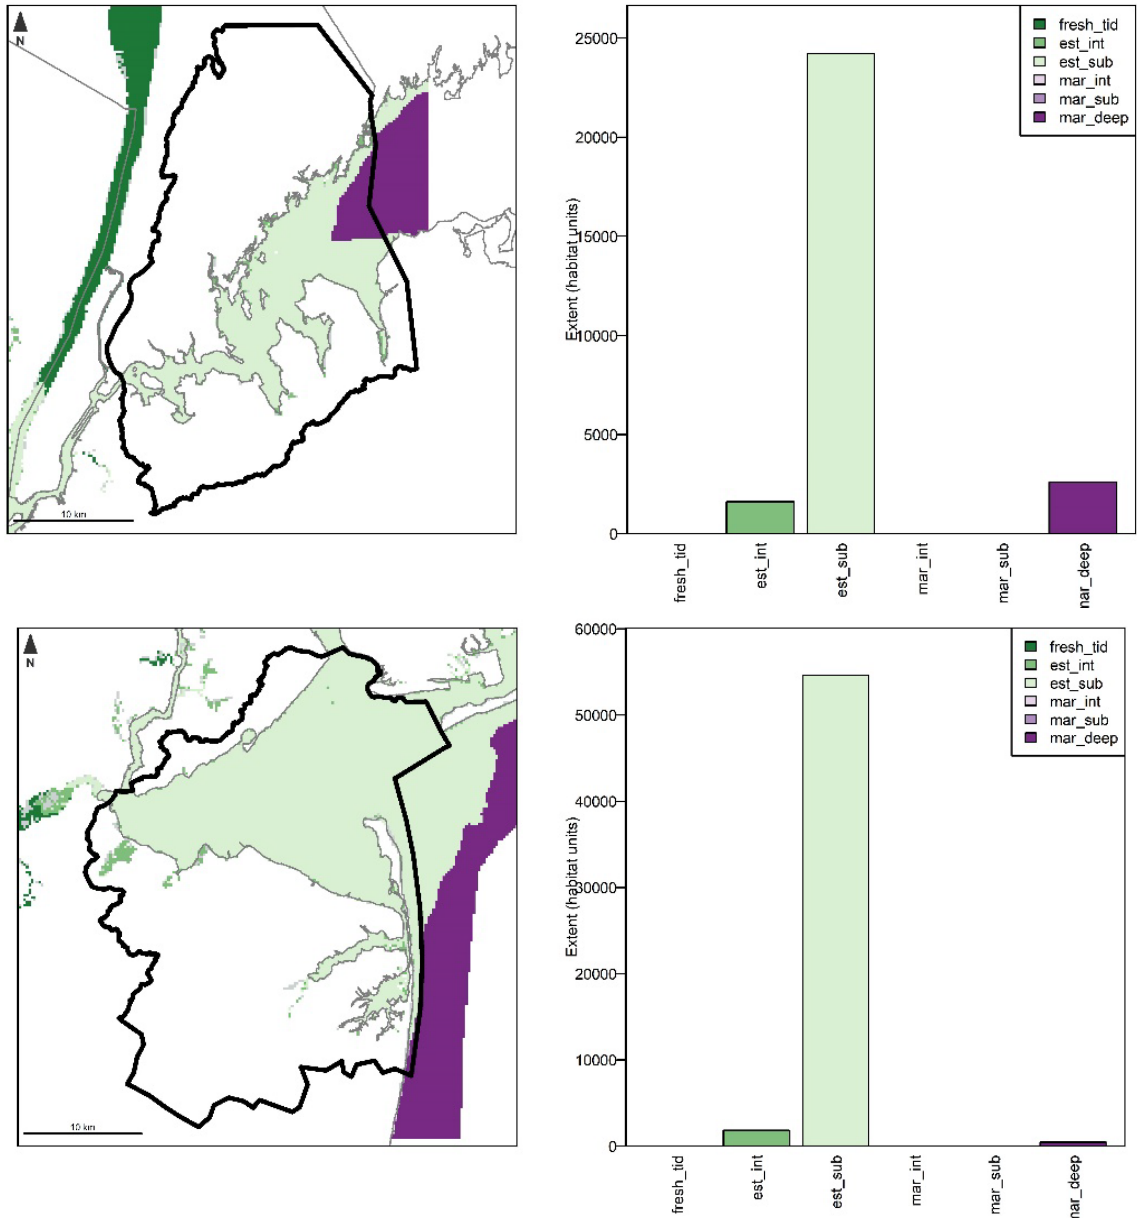 N
10 km
25000
20000
15000
10000
5000
0
Extent (habitat units)
fresh_tid
est_int
est_sub
mar_int
mar_sub
mar_deep
fresh_tid
est_int
est_sub
mar_int
mar_sub
nar_deep
N
10 km
60000
50000
40000
30000
20000
10000
0
Extent (habitat units)
fresh_tid
est_int
est_sub
mar_int
mar_sub
mar_deep
fresh_tid
est_int
est_sub
mar_int
mar_sub
nar_deep